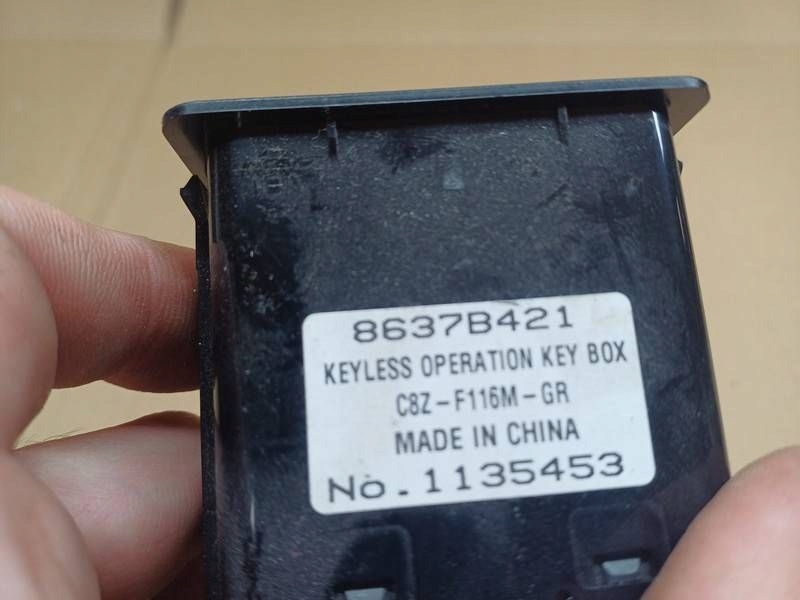 8637B421
KEYLESS OPERATION KEY BOX
C8Z-F116M-GR
MADE IN CHINA
No.1135453